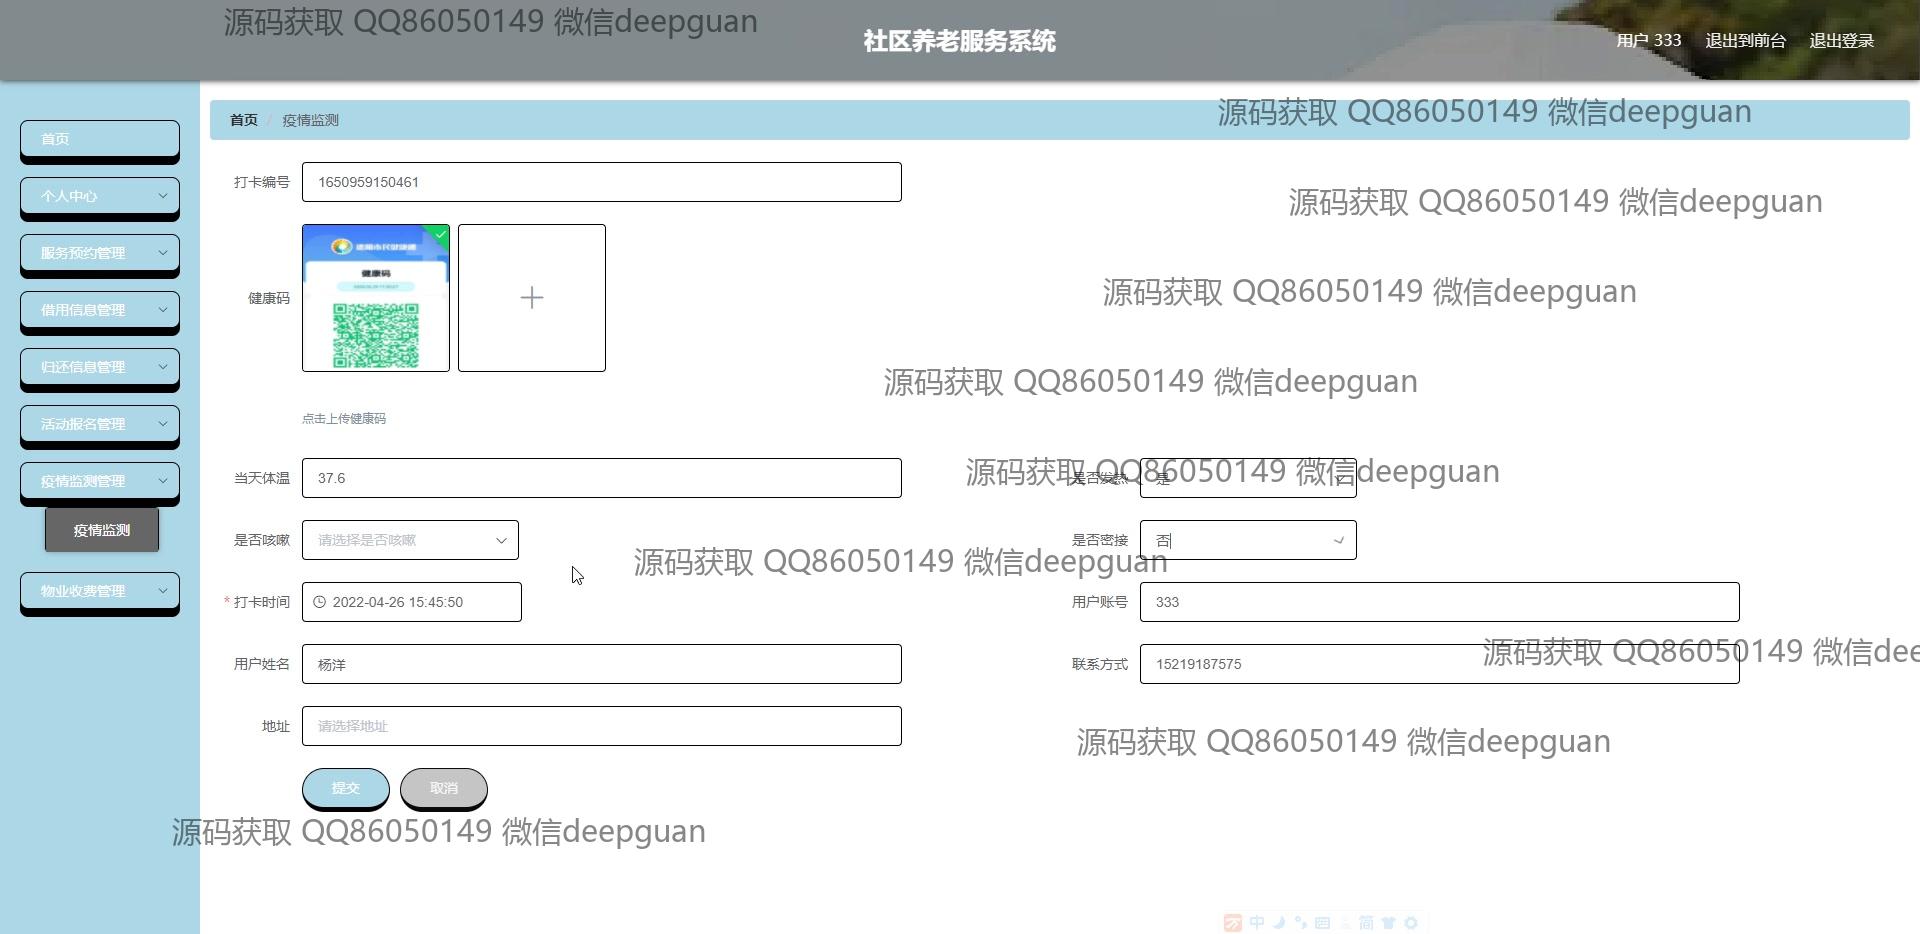 源码获取 QQ86050149 微信deepguan
社区养老服务系统
用户 333 退出到前台 退出登录
首页 / 疫情监测
源码获取 QQ86050149 微信deepguan
首页
个人中心
服务预约管理
借用信息管理
归还信息管理
活动报名管理
疫情监测管理
疫情监测
物业收费管理
打卡编号 1650959150461
源码获取 QQ86050149 微信deepguan
健康码
健康码
源码获取 QQ86050149 微信deepguan
源码获取 QQ86050149 微信deepguan
点击上传健康码
当天体温 37.6
是否发热 是
源码获取 QQ86050149 微信deepguan
是否咳嗽 请选择是否咳嗽
是否密接 否
源码获取 QQ86050149 微信deepguan
* 打卡时间 2022-04-26 15:45:50
用户账号 333
用户姓名 杨洋
联系方式 15219187575
源码获取 QQ86050149 微信dee
地址 请选择地址
源码获取 QQ86050149 微信deepguan
提交 取消
源码获取 QQ86050149 微信deepguan
中 简